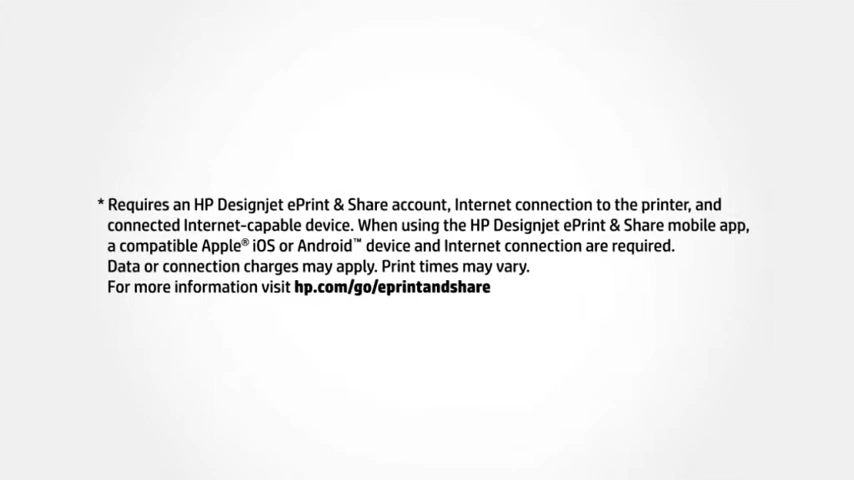 * Requires an HP Designjet ePrint & Share account, Internet connection to the printer, and
connected Internet-capable device. When using the HP Designjet ePrint & Share mobile app,
a compatible Apple® iOS or Android™ device and Internet connection are required.
Data or connection charges may apply. Print times may vary.
For more information visit hp.com/go/eprintandshare